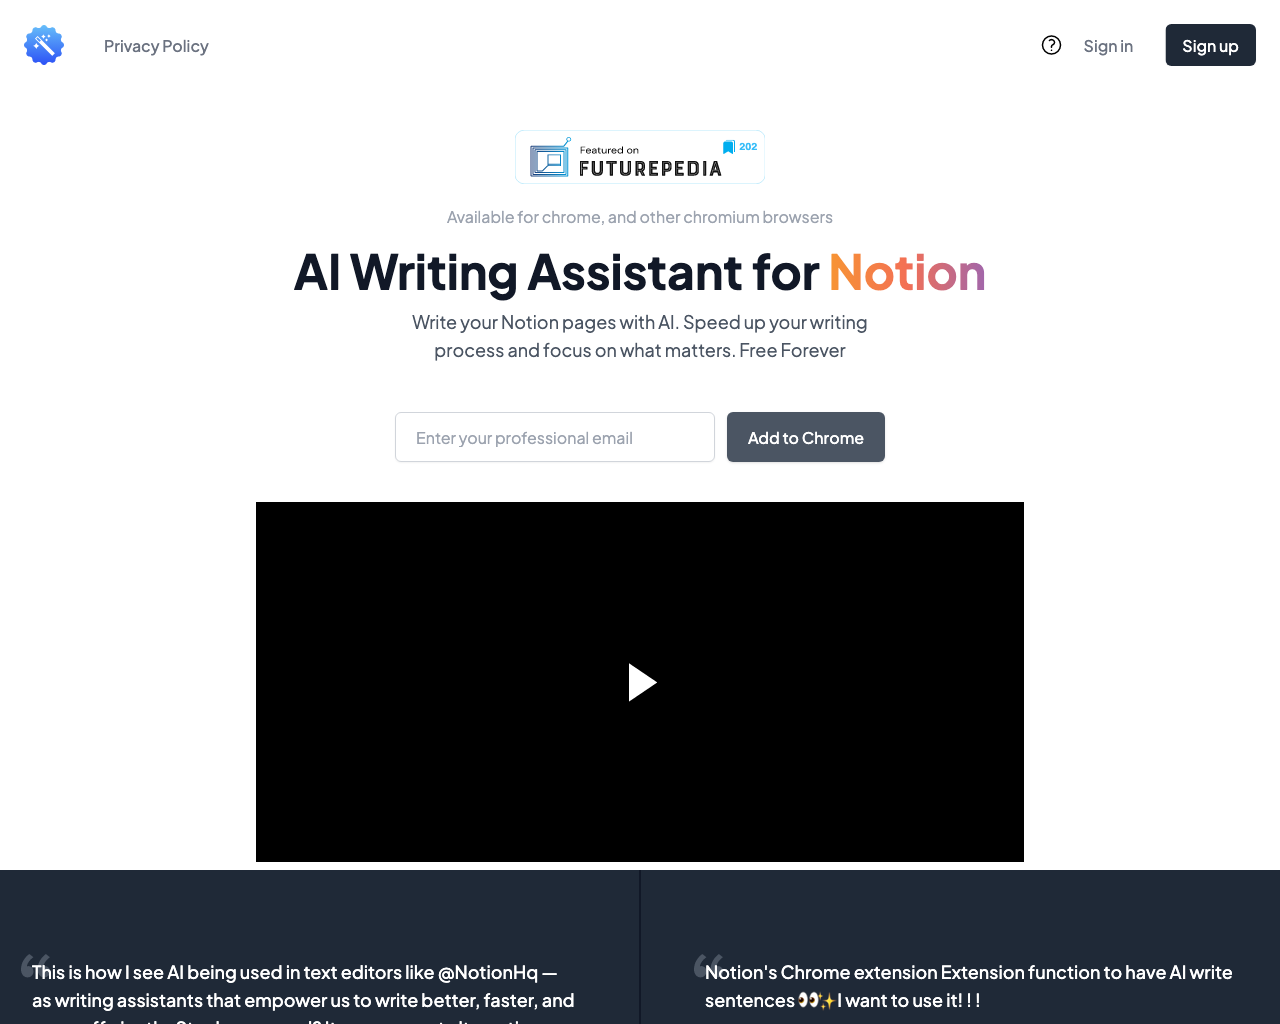 Privacy Policy
Sign in
Sign up
Featured on
FUTUREPEDIA
202
Available for chrome, and other chromium browsers
AI Writing Assistant for Notion
Write your Notion pages with AI. Speed up your writing
process and focus on what matters. Free Forever
Enter your professional email
Add to Chrome
“
This is how I see AI being used in text editors like @NotionHq —
as writing assistants that empower us to write better, faster, and
“
Notion's Chrome extension Extension function to have AI write
sentences 👀✨I want to use it! ! !